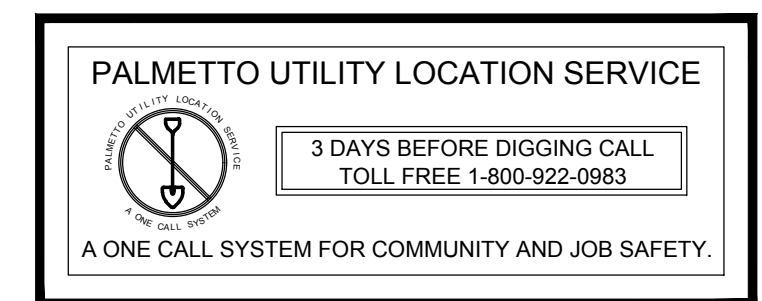 PALMETTO UTILITY LOCATION SERVICE
PALMETTO UTILITY LOCATION SERVICE
A ONE CALL SYSTEM
3 DAYS BEFORE DIGGING CALL
TOLL FREE 1-800-922-0983
A ONE CALL SYSTEM FOR COMMUNITY AND JOB SAFETY.